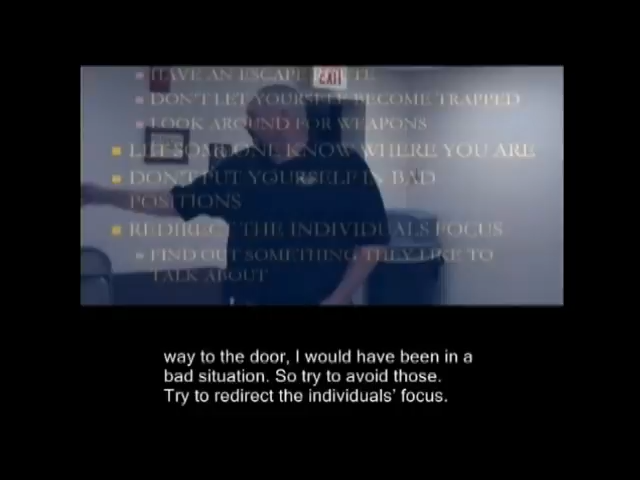 HAVE AN ESCAPE ROUTE
EXIT
DON'T LET YOURSELF BECOME TRAPPED
LOOK AROUND FOR WEAPONS
LET SOMEONE KNOW WHERE YOU ARE
DON'T PUT YOURSELF IN BAD
POSITIONS
REDIRECT THE INDIVIDUALS FOCUS
FIND OUT SOMETHING THEY LIKE TO
TALK ABOUT
way to the door, I would have been in a
bad situation. So try to avoid those.
Try to redirect the individuals' focus.